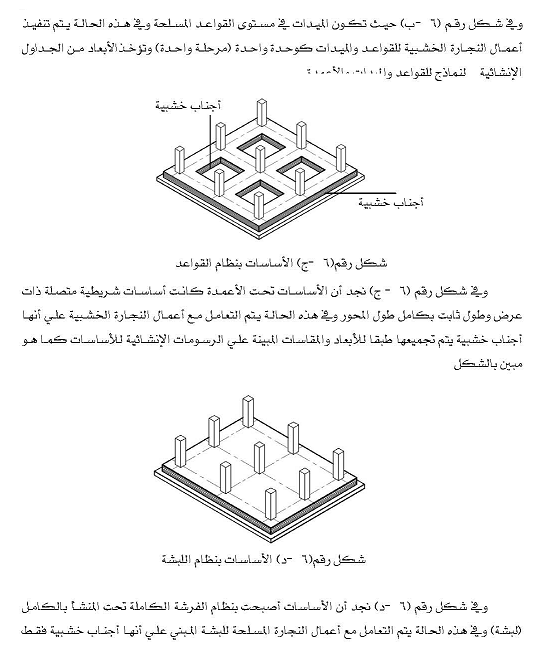 وفي شكل رقم (٦ -ب) حيث تكون الميدات في مستوى القواعد المسلحة وفي هذه الحالة يتم تنفيذ
أعمال النجارة الخشبية للقواعد والميدات كوحدة واحدة (مرحلة واحدة) وتؤخذ الأبعاد من الجداول
الإنشائية لنماذج للقواعد والميدات والأعمدة
أجناب خشبية
أجناب خشبية
شكل رقم(٦ -ج) الأساسات بنظام القواعد
وفي شكل رقم (٦ - ج) نجد أن الأساسات تحت الأعمدة كانت أساسات شريطية متصلة ذات
عرض وطول ثابت بكامل طول المحور وفي هذه الحالة يتم التعامل مع أعمال النجارة الخشبية علي أنها
أجناب خشبية يتم تجميعها طبقا للأبعاد والمقاسات المبينة علي الرسومات الإنشائية للأساسات كما هو
مبين بالشكل
شكل رقم(٦ -د) الأساسات بنظام اللبشة
وفي شكل رقم (٦ -د) نجد أن الأساسات أصبحت بنظام الفرشة الكاملة تحت المنشأ بالكامل
(لبشة) وفي هذه الحالة يتم التعامل مع أعمال النجارة المسلحة للبشة المبني علي أنها أجناب خشبية فقط